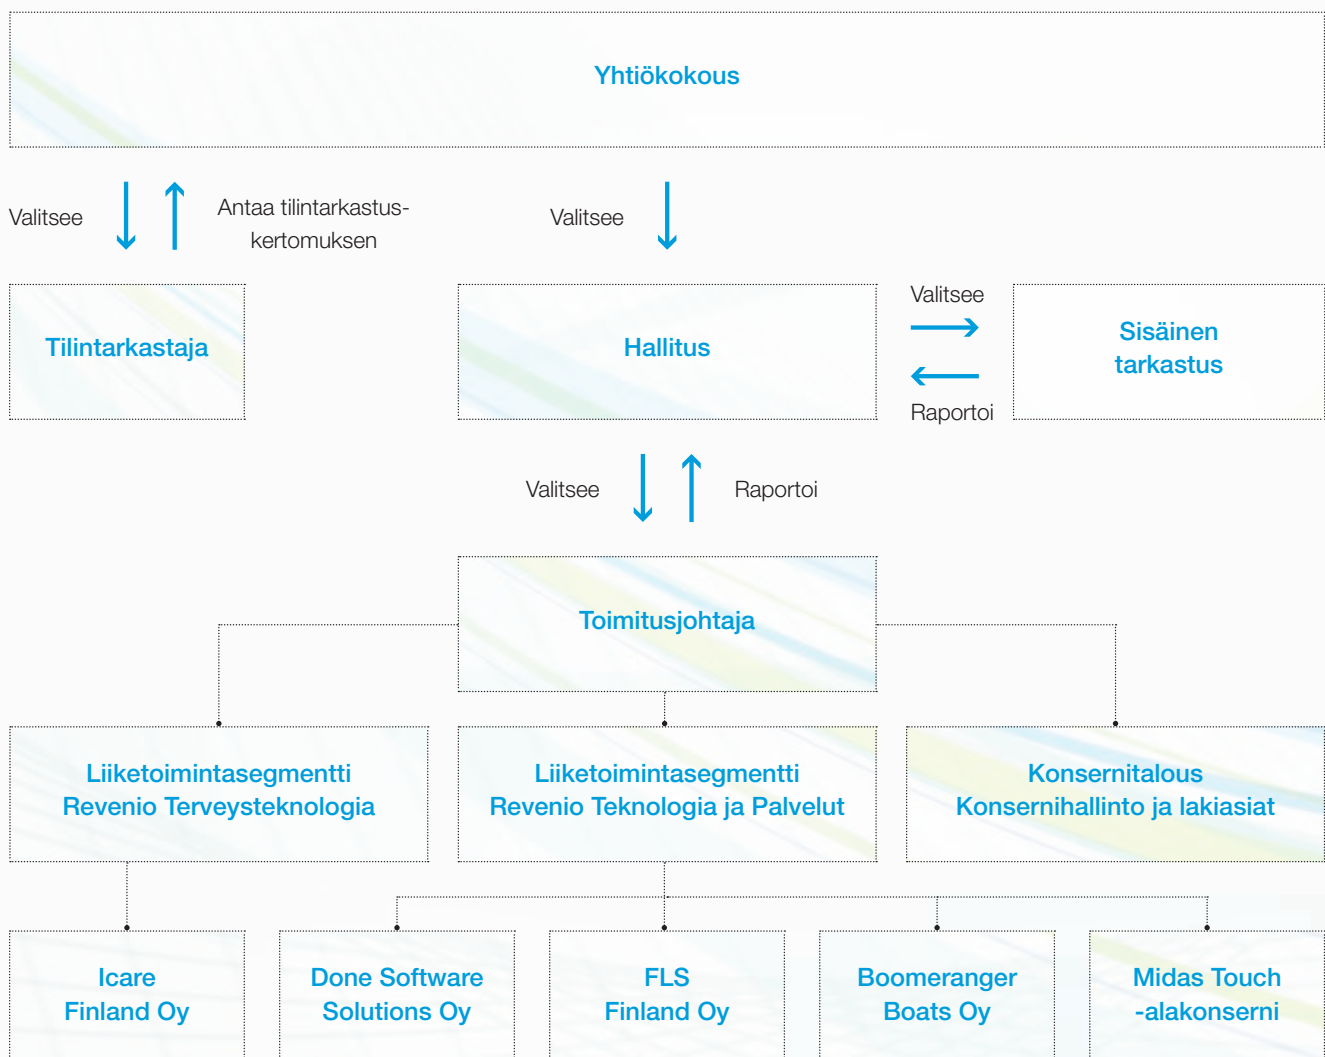 Yhtiökokous
Valitsee
Antaa tilintarkastus-
kertomuksen
Valitsee
Tilintarkastaja
Hallitus
Valitsee
Raportoi
Sisäinen
tarkastus
Valitsee
Raportoi
Toimitusjohtaja
Liiketoimintasegmentti
Revenio Terveysteknologia
Liiketoimintasegmentti
Revenio Teknologia ja Palvelut
Konsernitalous
Konsernihallinto ja lakiasiat
Icare
Finland Oy
Done Software
Solutions Oy
FLS
Finland Oy
Boomeranger
Boats Oy
Midas Touch
-alakonserni